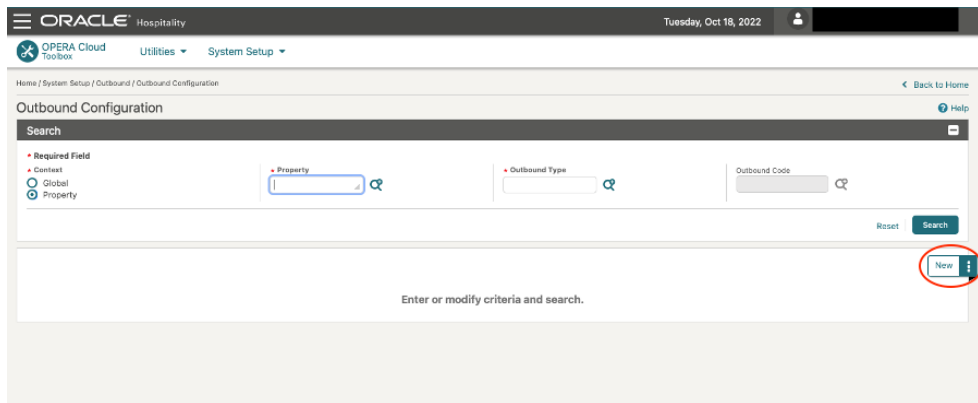 ORACLE Hospitality
Tuesday, Oct 18, 2022
OPERA Cloud Toolbox
Utilities
System Setup
Home / System Setup / Outbound / Outbound Configuration
Back to Home
Outbound Configuration
Help
Search
* Required Field
* Context
Global
Property
* Property
* Outbound Type
Outbound Code
Reset
Search
New
Enter or modify criteria and search.